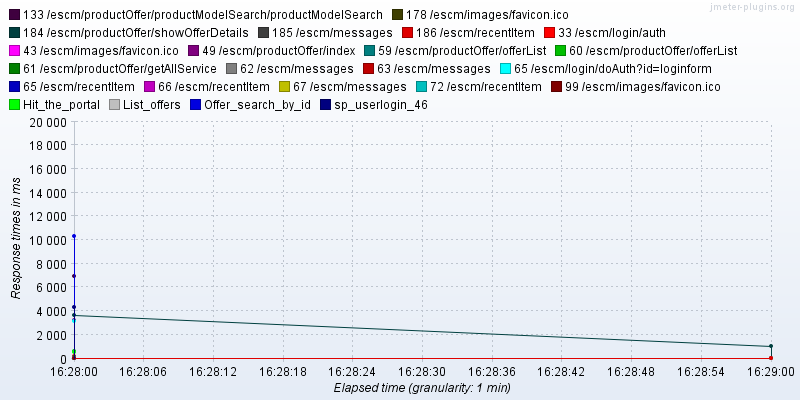 jmeter-plugins.org
133 /escm/productOffer/productModelSearch/productModelSearch 178 /escm/images/favicon.ico
184 /escm/productOffer/showOfferDetails 185 /escm/messages 186 /escm/recentItem 33 /escm/login/auth
43 /escm/images/favicon.ico 49 /escm/productOffer/index 59 /escm/productOffer/offerList 60 /escm/productOffer/offerList
61 /escm/productOffer/getAllService 62 /escm/messages 63 /escm/messages 65 /escm/login/doAuth?id=loginform
65 /escm/recentItem 66 /escm/recentItem 67 /escm/messages 72 /escm/recentItem 99 /escm/images/favicon.ico
Hit_the_portal List_offers Offer_search_by_id sp_userlogin_46
20 000
18 000
16 000
14 000
12 000
10 000
8 000
6 000
4 000
2 000
0
Response times in ms
16:28:00 16:28:06 16:28:12 16:28:18 16:28:24 16:28:30 16:28:36 16:28:42 16:28:48 16:28:54 16:29:00
Elapsed time (granularity: 1 min)